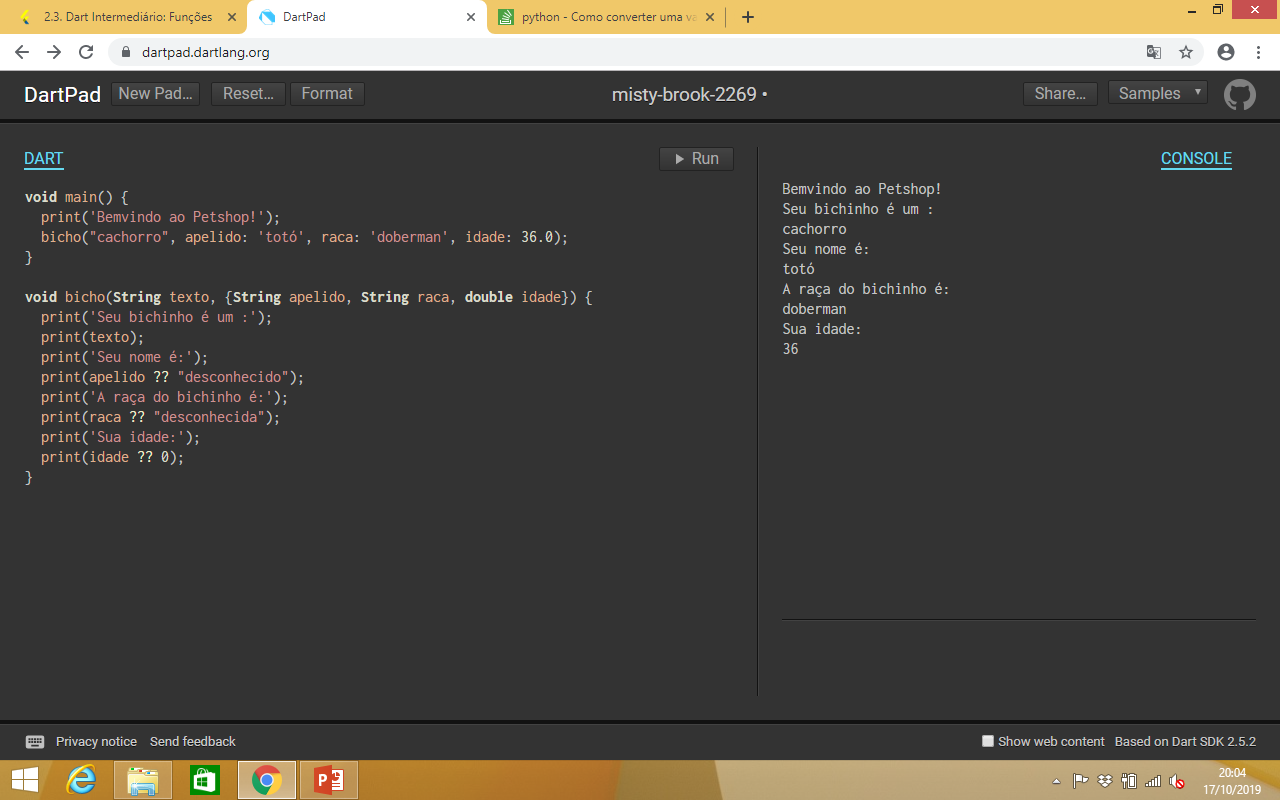 2.3. Dart Intermediário: Funções
DartPad
python - Como converter uma va
dartpad.dartlang.org
DartPad
New Pad...
Reset...
Format
misty-brook-2269 •
Share...
Samples
DART
Run
CONSOLE
void main() {
print('Bemvindo ao Petshop!');
bicho("cachorro", apelido: 'totó', raca: 'doberman', idade: 36.0);
}
void bicho(String texto, {String apelido, String raca, double idade}) {
print('Seu bichinho é um :');
print(texto);
print('Seu nome é:');
print(apelido ?? "desconhecido");
print('A raça do bichinho é:');
print(raca ?? "desconhecida");
print('Sua idade:');
print(idade ?? 0);
}
Bemvindo ao Petshop!
Seu bichinho é um :
cachorro
Seu nome é:
totó
A raça do bichinho é:
doberman
Sua idade:
36
Privacy notice
Send feedback
Show web content
Based on Dart SDK 2.5.2
20:04
17/10/2019